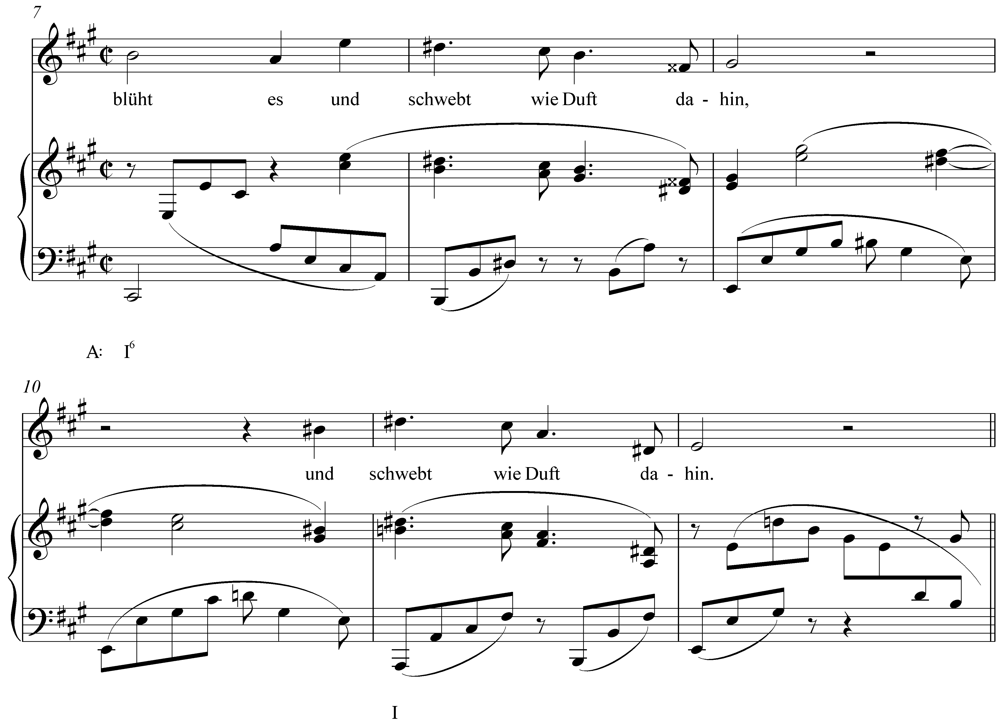 7
blüht es und schwebt wie Duft da - hin,
A: I6
10
und schwebt wie Duft da - hin.
I